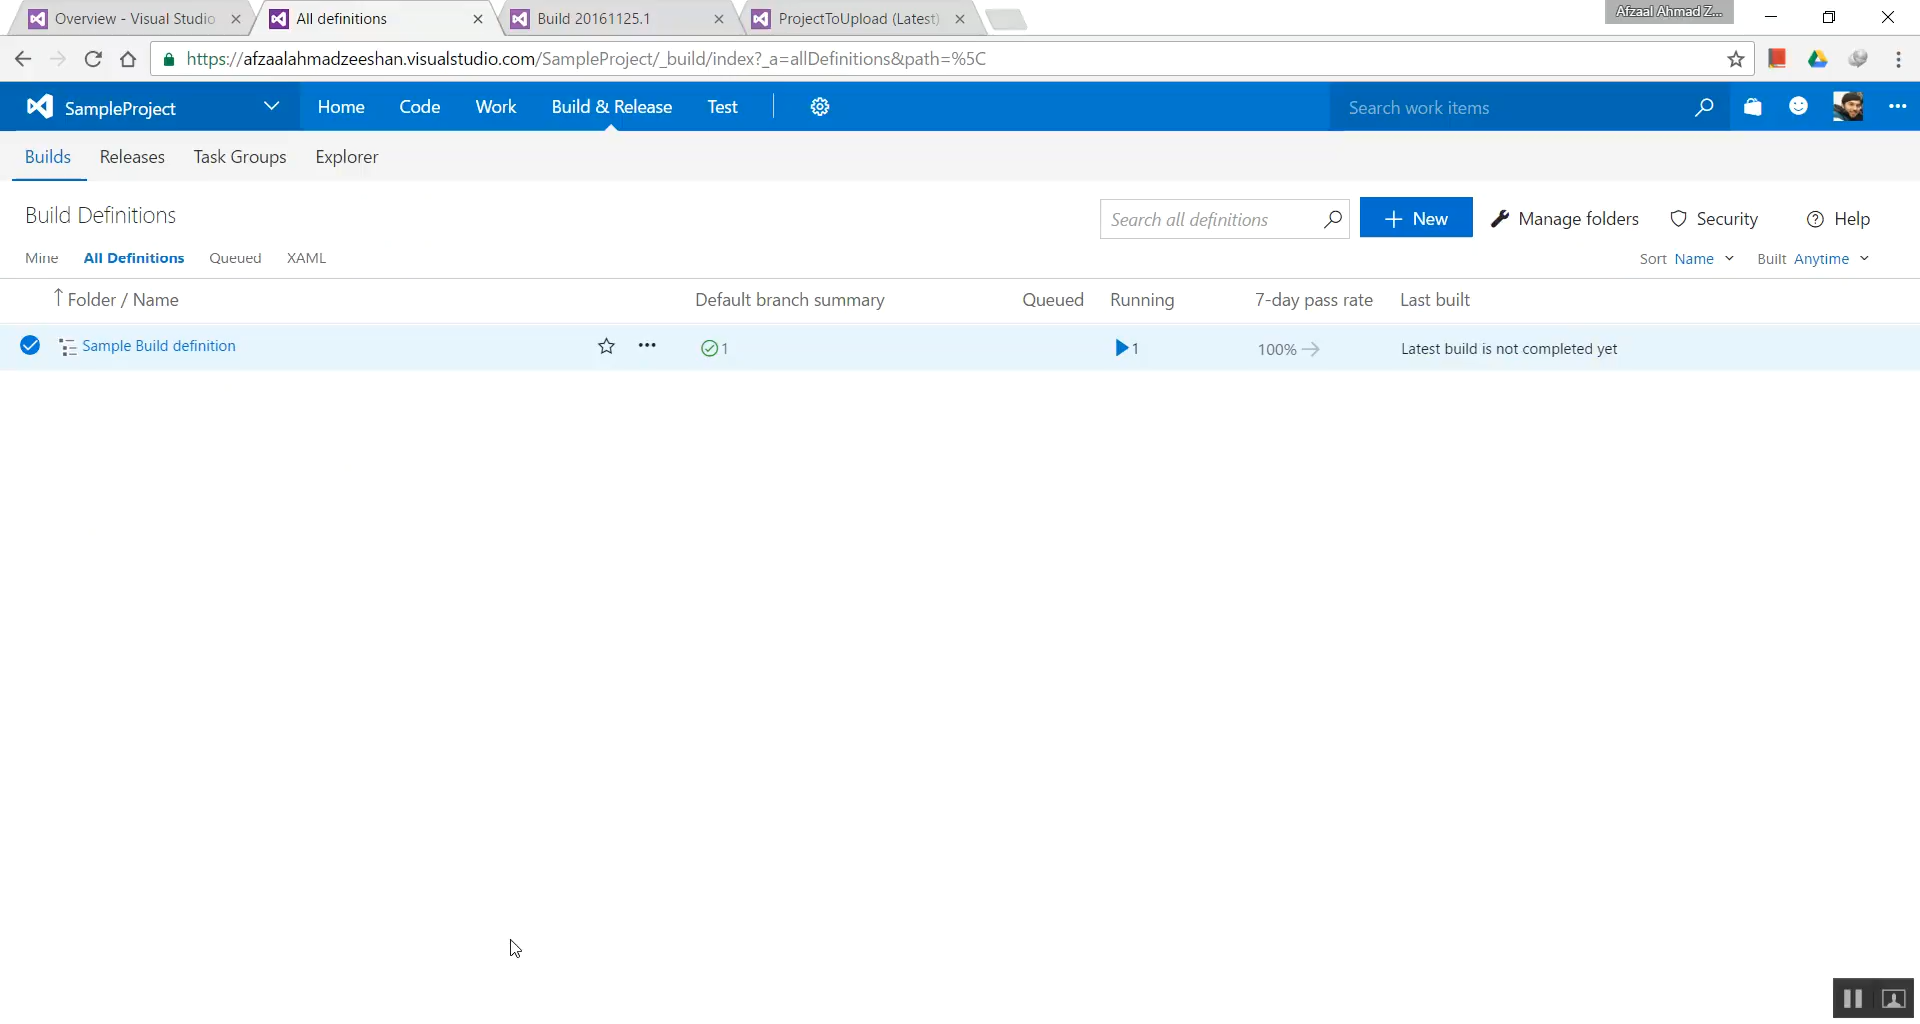 Overview - Visual Studio
All definitions
Build 20161125.1
ProjectToUpload (Latest)
Afzaal Ahmad Z...
https://afzaalahmadzeeshan.visualstudio.com/SampleProject/_build/index?_a=allDefinitions&path=%5C
SampleProject
Home
Code
Work
Build & Release
Test
Search work items
Builds
Releases
Task Groups
Explorer
Build Definitions
Search all definitions
New
Manage folders
Security
Help
Mine
All Definitions
Queued
XAML
Sort Name
Built Anytime
Folder / Name
Default branch summary
Queued
Running
7-day pass rate
Last built
Sample Build definition
1
1
100%
Latest build is not completed yet